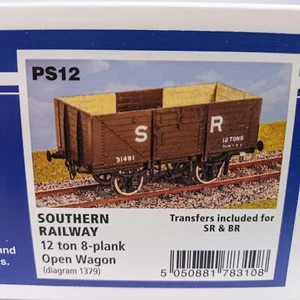 PS12
S R
12 TONS
31491
SOUTHERN
RAILWAY
12 ton 8-plank
Open Wagon
(diagram 1379)
Transfers included for
SR & BR
5 050881 783108
and
s.